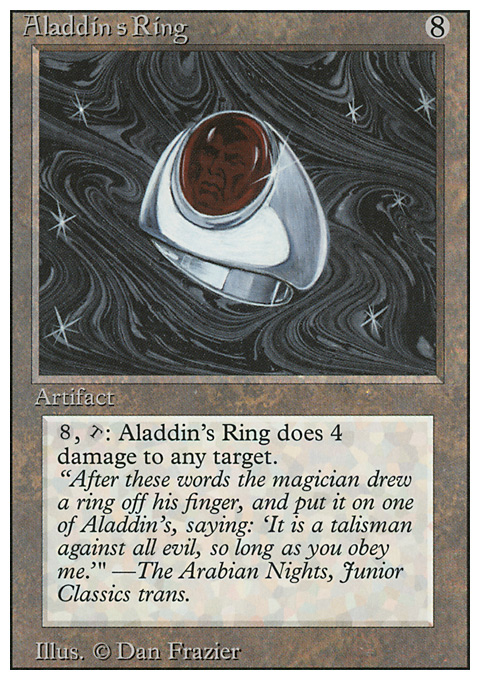 Aladdin's Ring 8
Artifact
8, T: Aladdin's Ring does 4
damage to any target.
“After these words the magician drew
a ring off his finger, and put it on one
of Aladdin's, saying: ‘It is a talisman
against all evil, so long as you obey
me.’" —The Arabian Nights, Junior
Classics trans.
Illus. © Dan Frazier